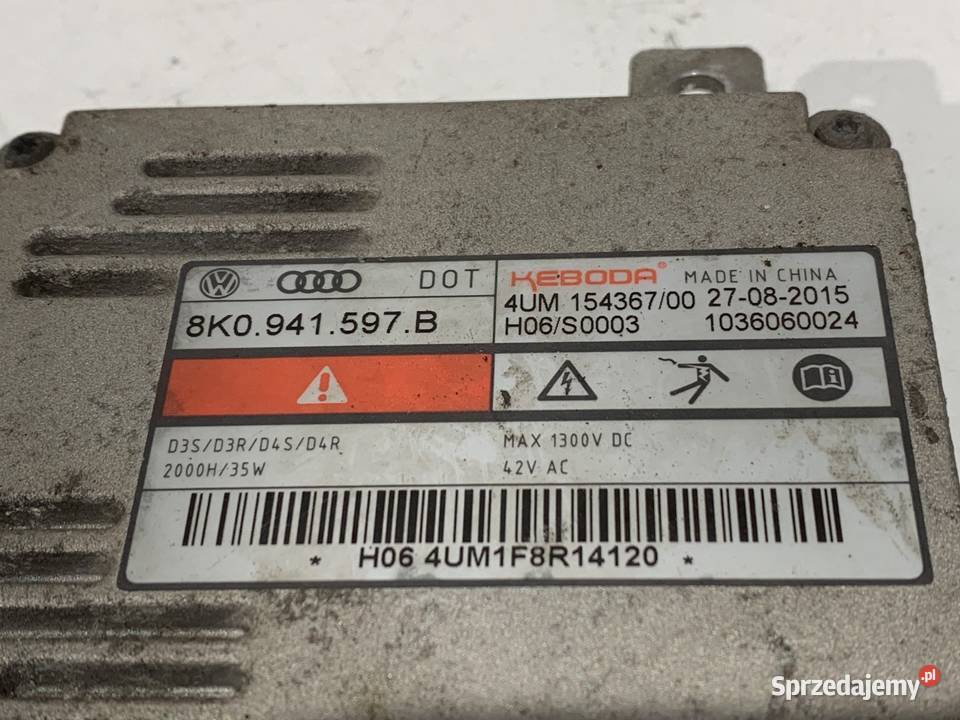 DOT
8K0.941.597.B
KEBODA® MADE IN CHINA
4UM 154367/00 27-08-2015
H06/S0003 1036060024
D3S/D3R/D4S/D4R
2000H/35W
MAX 1300V DC
42V AC
* H06 4UM1F8R14120 *
Sprzedajemy.pl